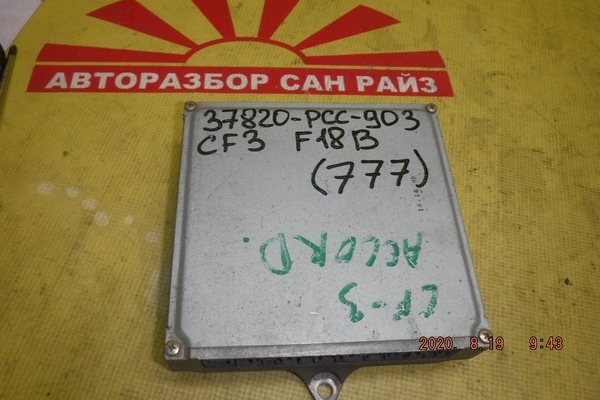 АВТОРАЗБОР САН РАЙЗ
37820-PCC-903
CF3 F18B
(777)
ACCORD.
CF-3
2020. 8.19 9:43